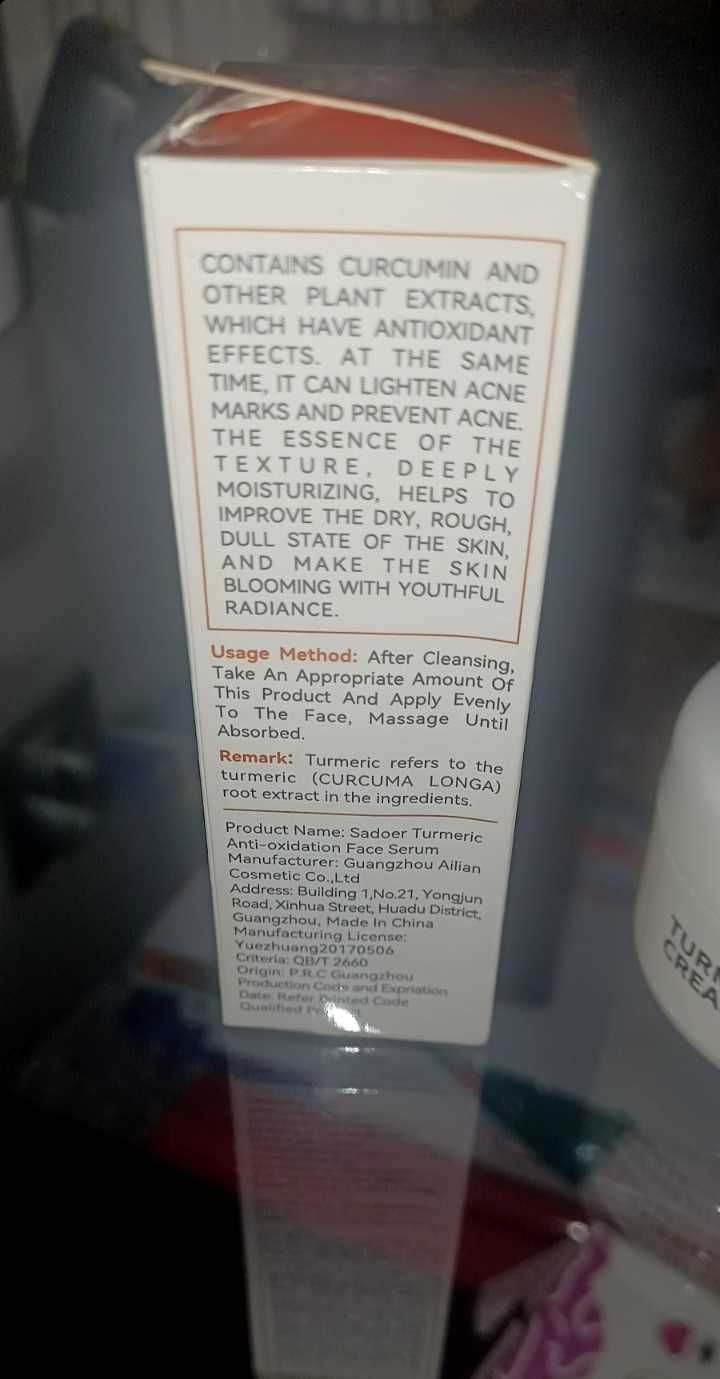 CONTAINS CURCUMIN AND
OTHER PLANT EXTRACTS,
WHICH HAVE ANTIOXIDANT
EFFECTS. AT THE SAME
TIME, IT CAN LIGHTEN ACNE
MARKS AND PREVENT ACNE.
THE ESSENCE OF THE
TEXTURE, DEEPLY
MOISTURIZING, HELPS TO
IMPROVE THE DRY, ROUGH,
DULL STATE OF THE SKIN,
AND MAKE THE SKIN
BLOOMING WITH YOUTHFUL
RADIANCE.
Usage Method: After Cleansing,
Take An Appropriate Amount Of
This Product And Apply Evenly
To The Face, Massage Until
Absorbed.
Remark: Turmeric refers to the
turmeric (CURCUMA LONGA)
root extract in the ingredients.
Product Name: Sadoer Turmeric
Anti-oxidation Face Serum
Manufacturer: Guangzhou Ailian
Cosmetic Co.,Ltd
Address: Building 1,No.21, Yongjun
Road, Xinhua Street, Huadu District,
Guangzhou, Made In China
Manufacturing License:
Yuezhuang20170506
Criteria: QB/T 2660
Origin: P.R.C Guangzhou
Production Code and Expriation
Date: Refer Printed Code
Qualified
TUR
CREA